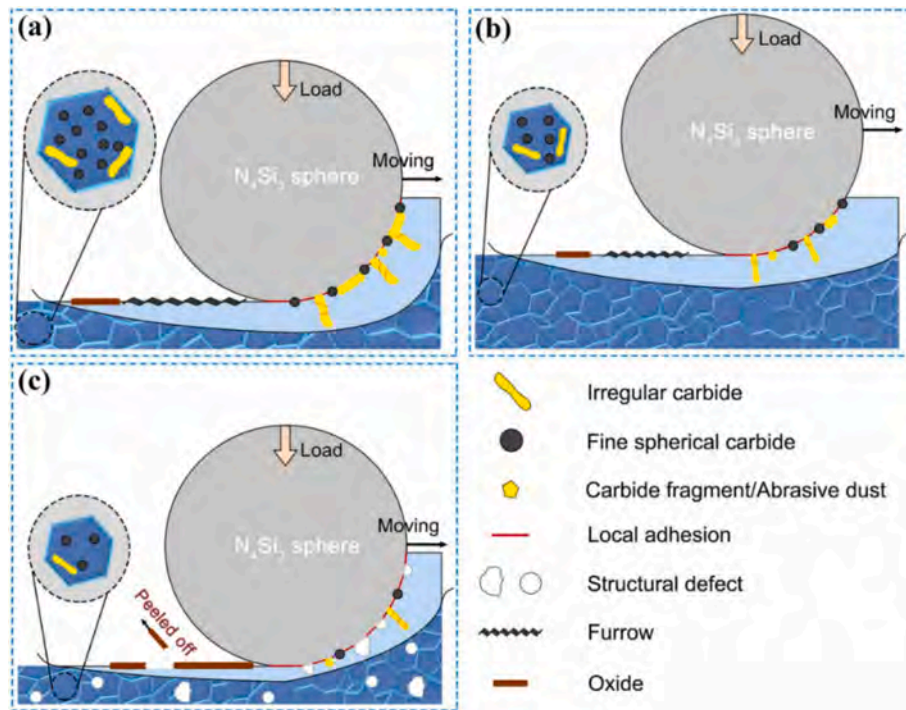 (a)
Load
Moving
N₄Si₃ sphere
(b)
Load
Moving
N₄Si₃ sphere
(c)
Load
Moving
N₄Si₃ sphere
Peeled off
Irregular carbide
Fine spherical carbide
Carbide fragment/Abrasive dust
Local adhesion
Structural defect
Furrow
Oxide